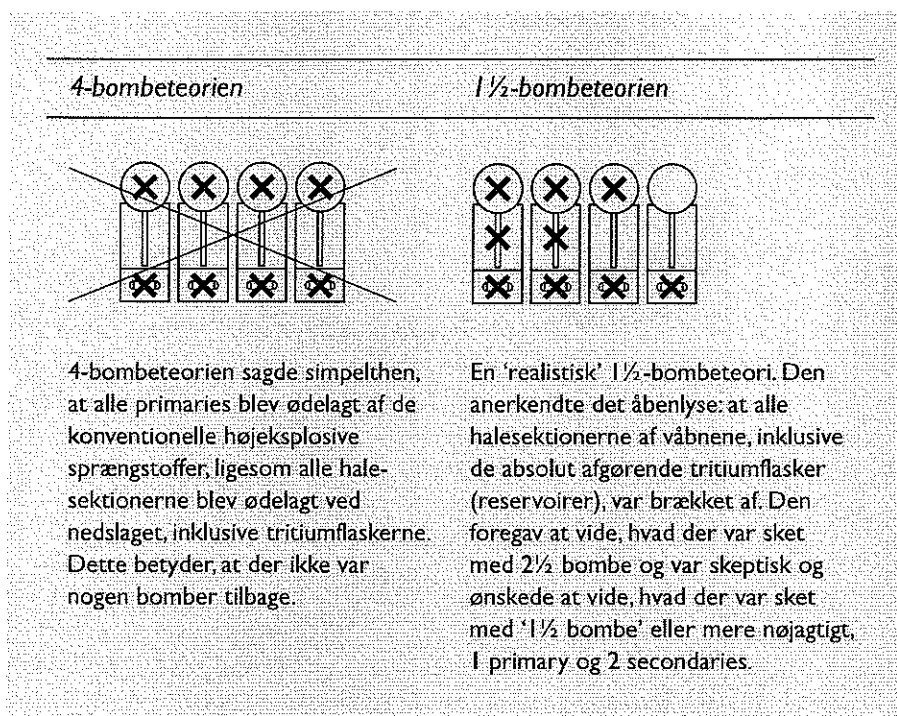 4-bombeteorien
1½-bombeteorien
4-bombeteorien sagde simpelthen,
at alle primaries blev ødelagt af de
konventionelle højeksplosive
sprængstoffer, ligesom alle hale-
sektionerne blev ødelagt ved
nedslaget, inklusive tritiumflaskerne.
Dette betyder, at der ikke var
nogen bomber tilbage.
En ‘realistisk’ 1½-bombeteori. Den
anerkendte det åbenlyse: at alle
halesektionerne af våbnene, inklusive
de absolut afgørende tritiumflasker
(reservoirer), var brækket af. Den
foregav at vide, hvad der var sket
med 2½ bombe og var skeptisk og
ønskede at vide, hvad der var sket
med ‘1½ bombe’ eller mere nøjagtigt,
1 primary og 2 secondaries.